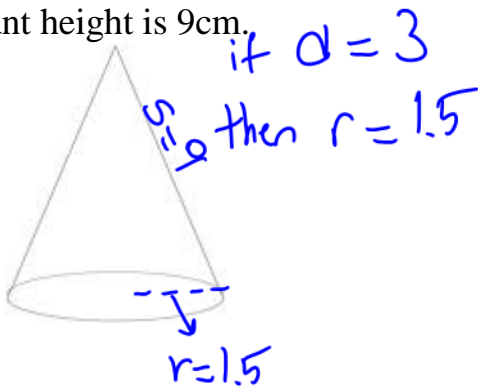 nt height is 9cm.
if d = 3
then r = 1.5
s = 9
r = 1.5